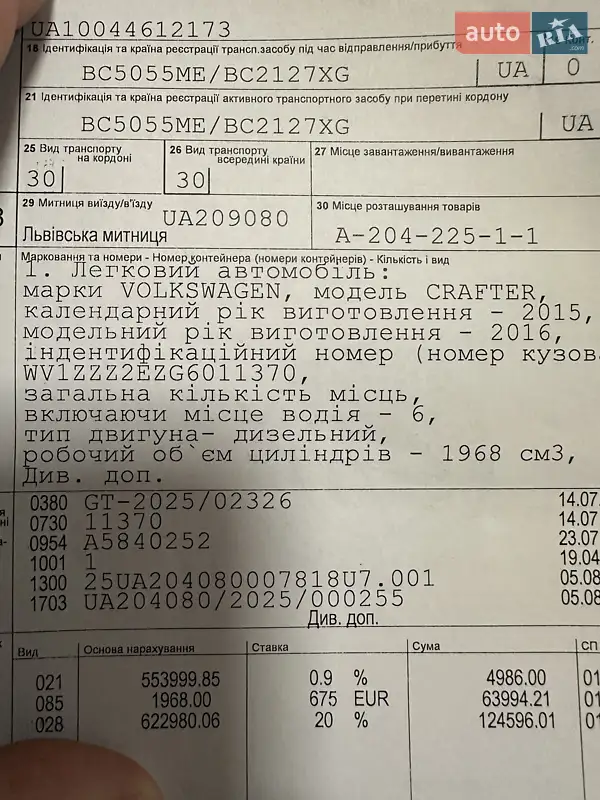 UA10044612173
auto RIA .com
18 Ідентифікація та країна реєстрації трансп.засобу під час відправлення/прибуття
BC5055ME/BC2127XG UA 0
21 Ідентифікація та країна реєстрації активного транспортного засобу при перетині кордону
BC5055ME/BC2127XG UA
25 Вид транспорту на кордоні
26 Вид транспорту всередині країни
27 Місце завантаження/вивантаження
30 30
29 Митниця виїзду/в'їзду
30 Місце розташування товарів
UA209080
Львівська митниця
A-204-225-1-1
Марковання та номери - Номер контейнера (номери контейнерів) - Кількість і вид
1. Легковий автомобіль:
марки VOLKSWAGEN, модель CRAFTER,
календарний рік виготовлення - 2015,
модельний рік виготовлення - 2016,
індентифікаційний номер (номер кузова
WV1ZZZ2EZG6011370,
загальна кількість місць,
включаючи місце водія - 6,
тип двигуна- дизельний,
робочий об`єм циліндрів - 1968 см3,
Див. доп.
0380 GT-2025/02326 14.07
0730 11370 14.07
0954 A5840252 23.07
1001 1 19.04
1300 25UA204080007818U7.001 05.08
1703 UA204080/2025/000255 05.08
Див. доп.
Вид Основа нарахування Ставка Сума СП
021 553999.85 0.9 % 4986.00 01
085 1968.00 675 EUR 63994.21 01
028 622980.06 20 % 124596.01 01